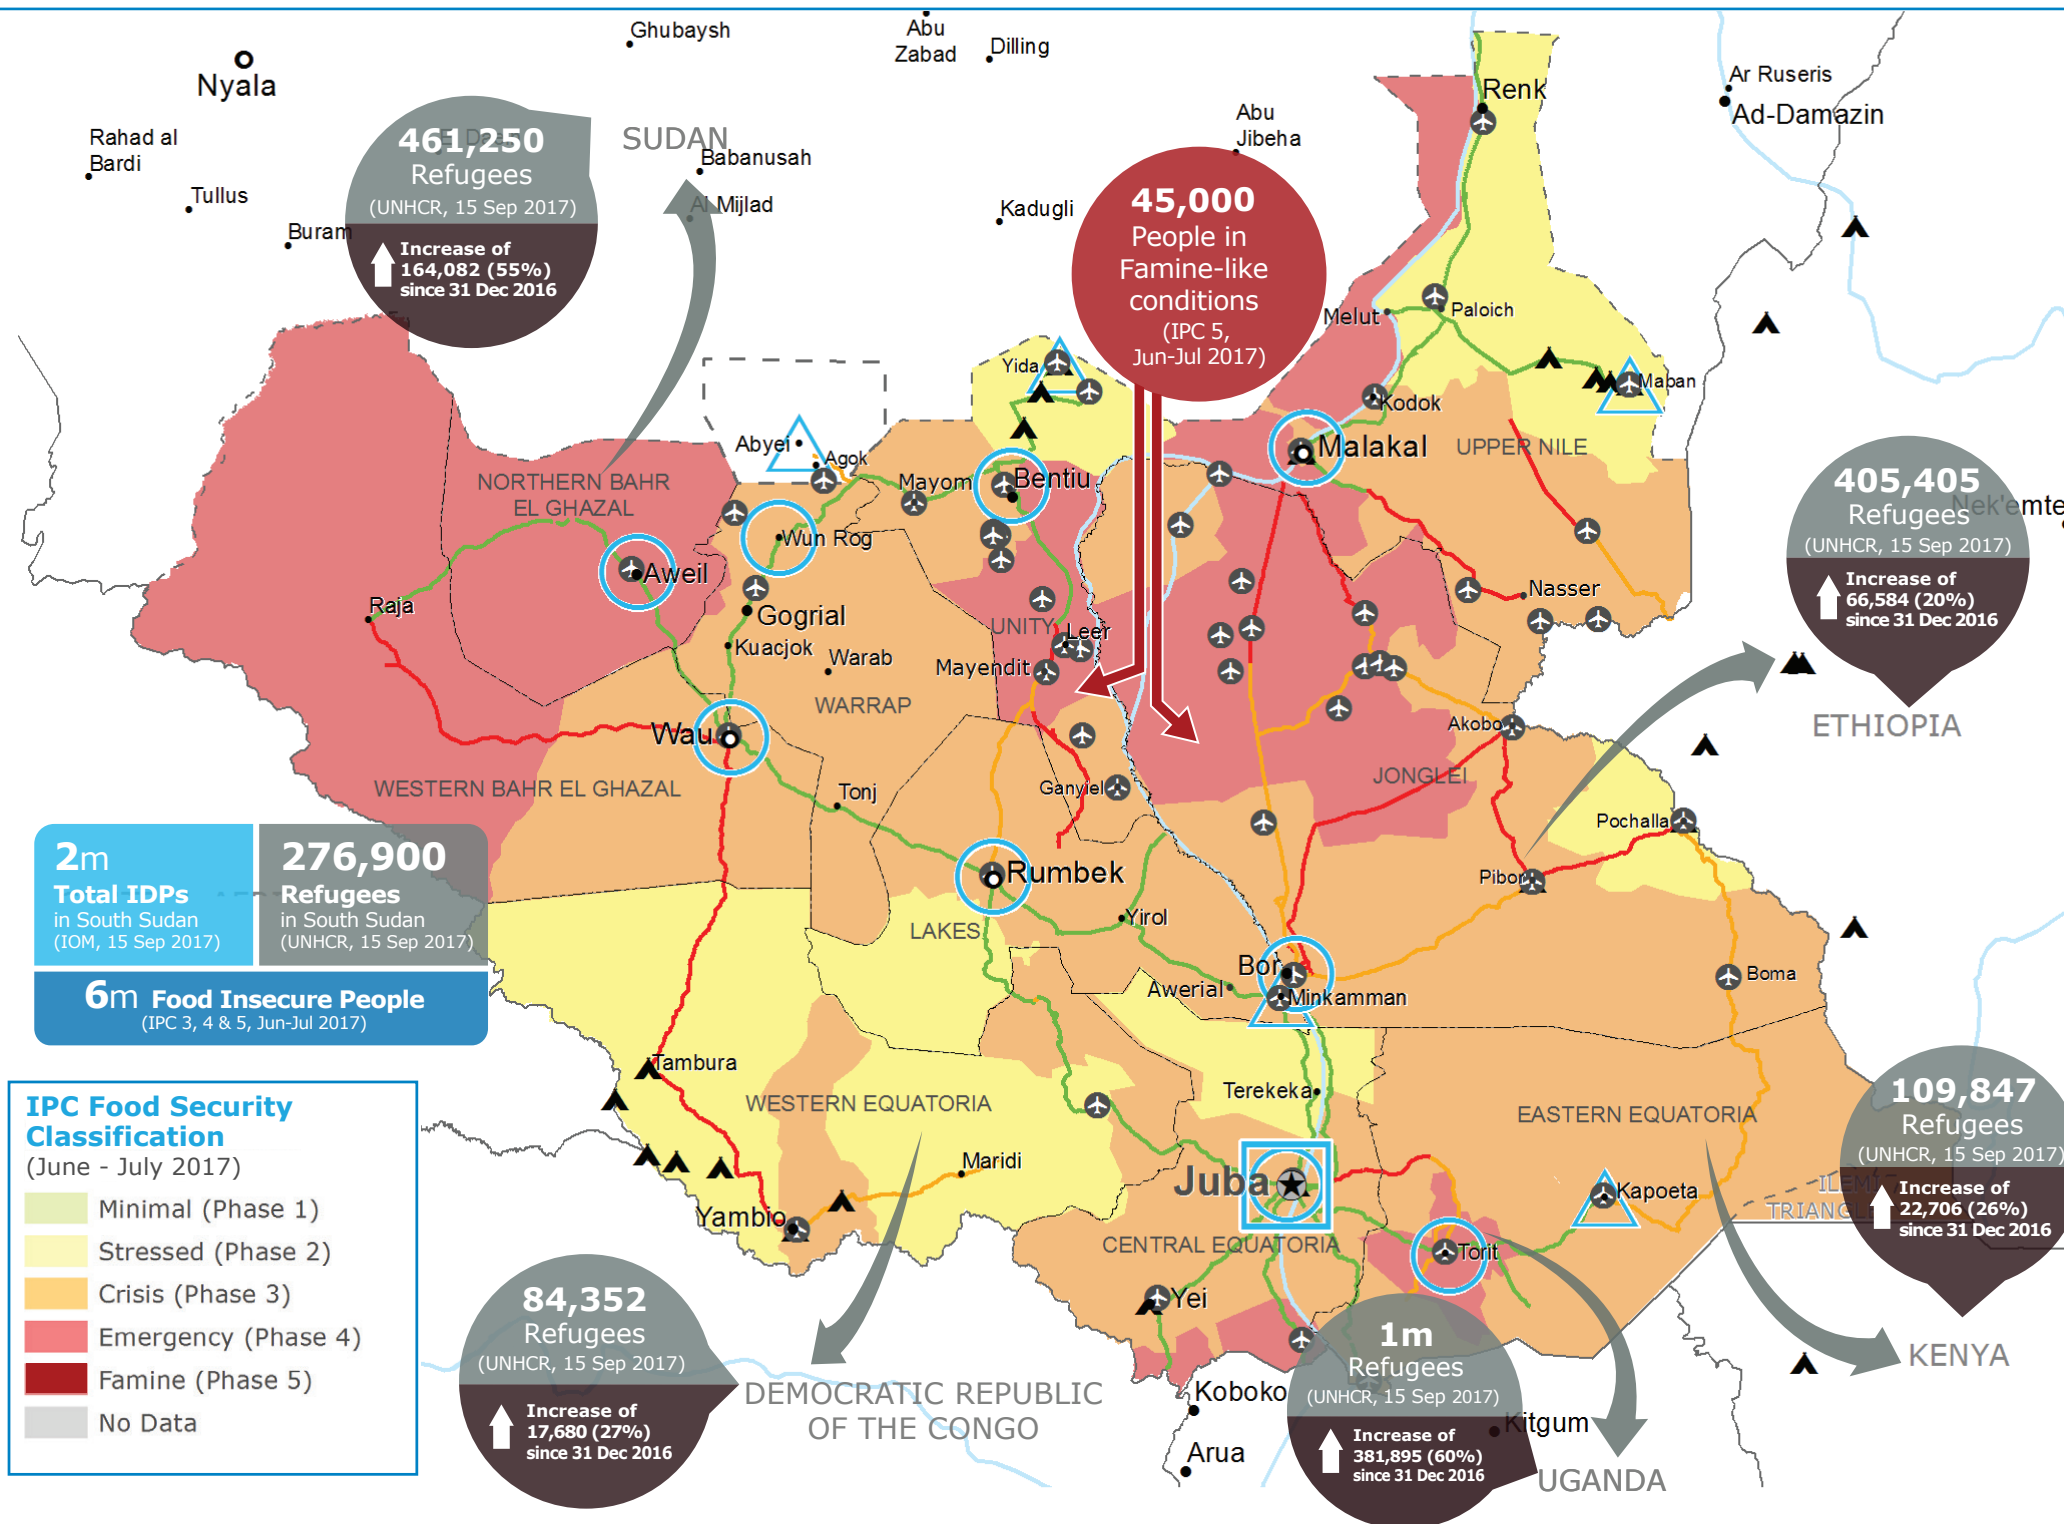 Ghubaysh
Abu
Zabad
Dilling
Nyala
Ar Ruseris
Ad-Damazin
Renk
Abu
Jibeha
Rahad al
Bardi
461,250
Refugees
(UNHCR, 15 Sep 2017)
Increase of
164,082 (55%)
since 31 Dec 2016
SUDAN
Babanusah
Tullus
Al Mijlad
Buram
Kadugli
45,000
People in
Famine-like
conditions
(IPC 5,
Jun-Jul 2017)
Melut
Paloich
Yida
Maban
Kodok
Abyei
Agok
Malakal
UPPER NILE
NORTHERN BAHR
EL GHAZAL
Mayom
Bentiu
405,405
Refugees
(UNHCR, 15 Sep 2017)
Increase of
66,584 (20%)
since 31 Dec 2016
Nek'emte
ETHIOPIA
Wun Rog
Aweil
Raja
Gogrial
Nasser
UNITY
Leer
Kuacjok
Warab
Mayendit
WARRAP
Wau
Akobo
WESTERN BAHR EL GHAZAL
Tonj
Ganyiel
JONGLEI
Pochalla
2m
Total IDPs
in South Sudan
(IOM, 15 Sep 2017)
276,900
Refugees
in South Sudan
(UNHCR, 15 Sep 2017)
6m Food Insecure People
(IPC 3, 4 & 5, Jun-Jul 2017)
Rumbek
Pibor
Yirol
LAKES
Bor
Awerial
Minkamman
Boma
Tambura
Terekeka
WESTERN EQUATORIA
EASTERN EQUATORIA
109,847
Refugees
(UNHCR, 15 Sep 2017)
Increase of
22,706 (26%)
since 31 Dec 2016
ILEMI
TRIANGLE
KENYA
IPC Food Security
Classification
(June - July 2017)
Minimal (Phase 1)
Stressed (Phase 2)
Crisis (Phase 3)
Emergency (Phase 4)
Famine (Phase 5)
No Data
Maridi
Juba
Kapoeta
Yambio
CENTRAL EQUATORIA
Torit
Yei
84,352
Refugees
(UNHCR, 15 Sep 2017)
Increase of
17,680 (27%)
since 31 Dec 2016
DEMOCRATIC REPUBLIC
OF THE CONGO
Koboko
Arua
1m
Refugees
(UNHCR, 15 Sep 2017)
Increase of
381,895 (60%)
since 31 Dec 2016
Kitgum
UGANDA